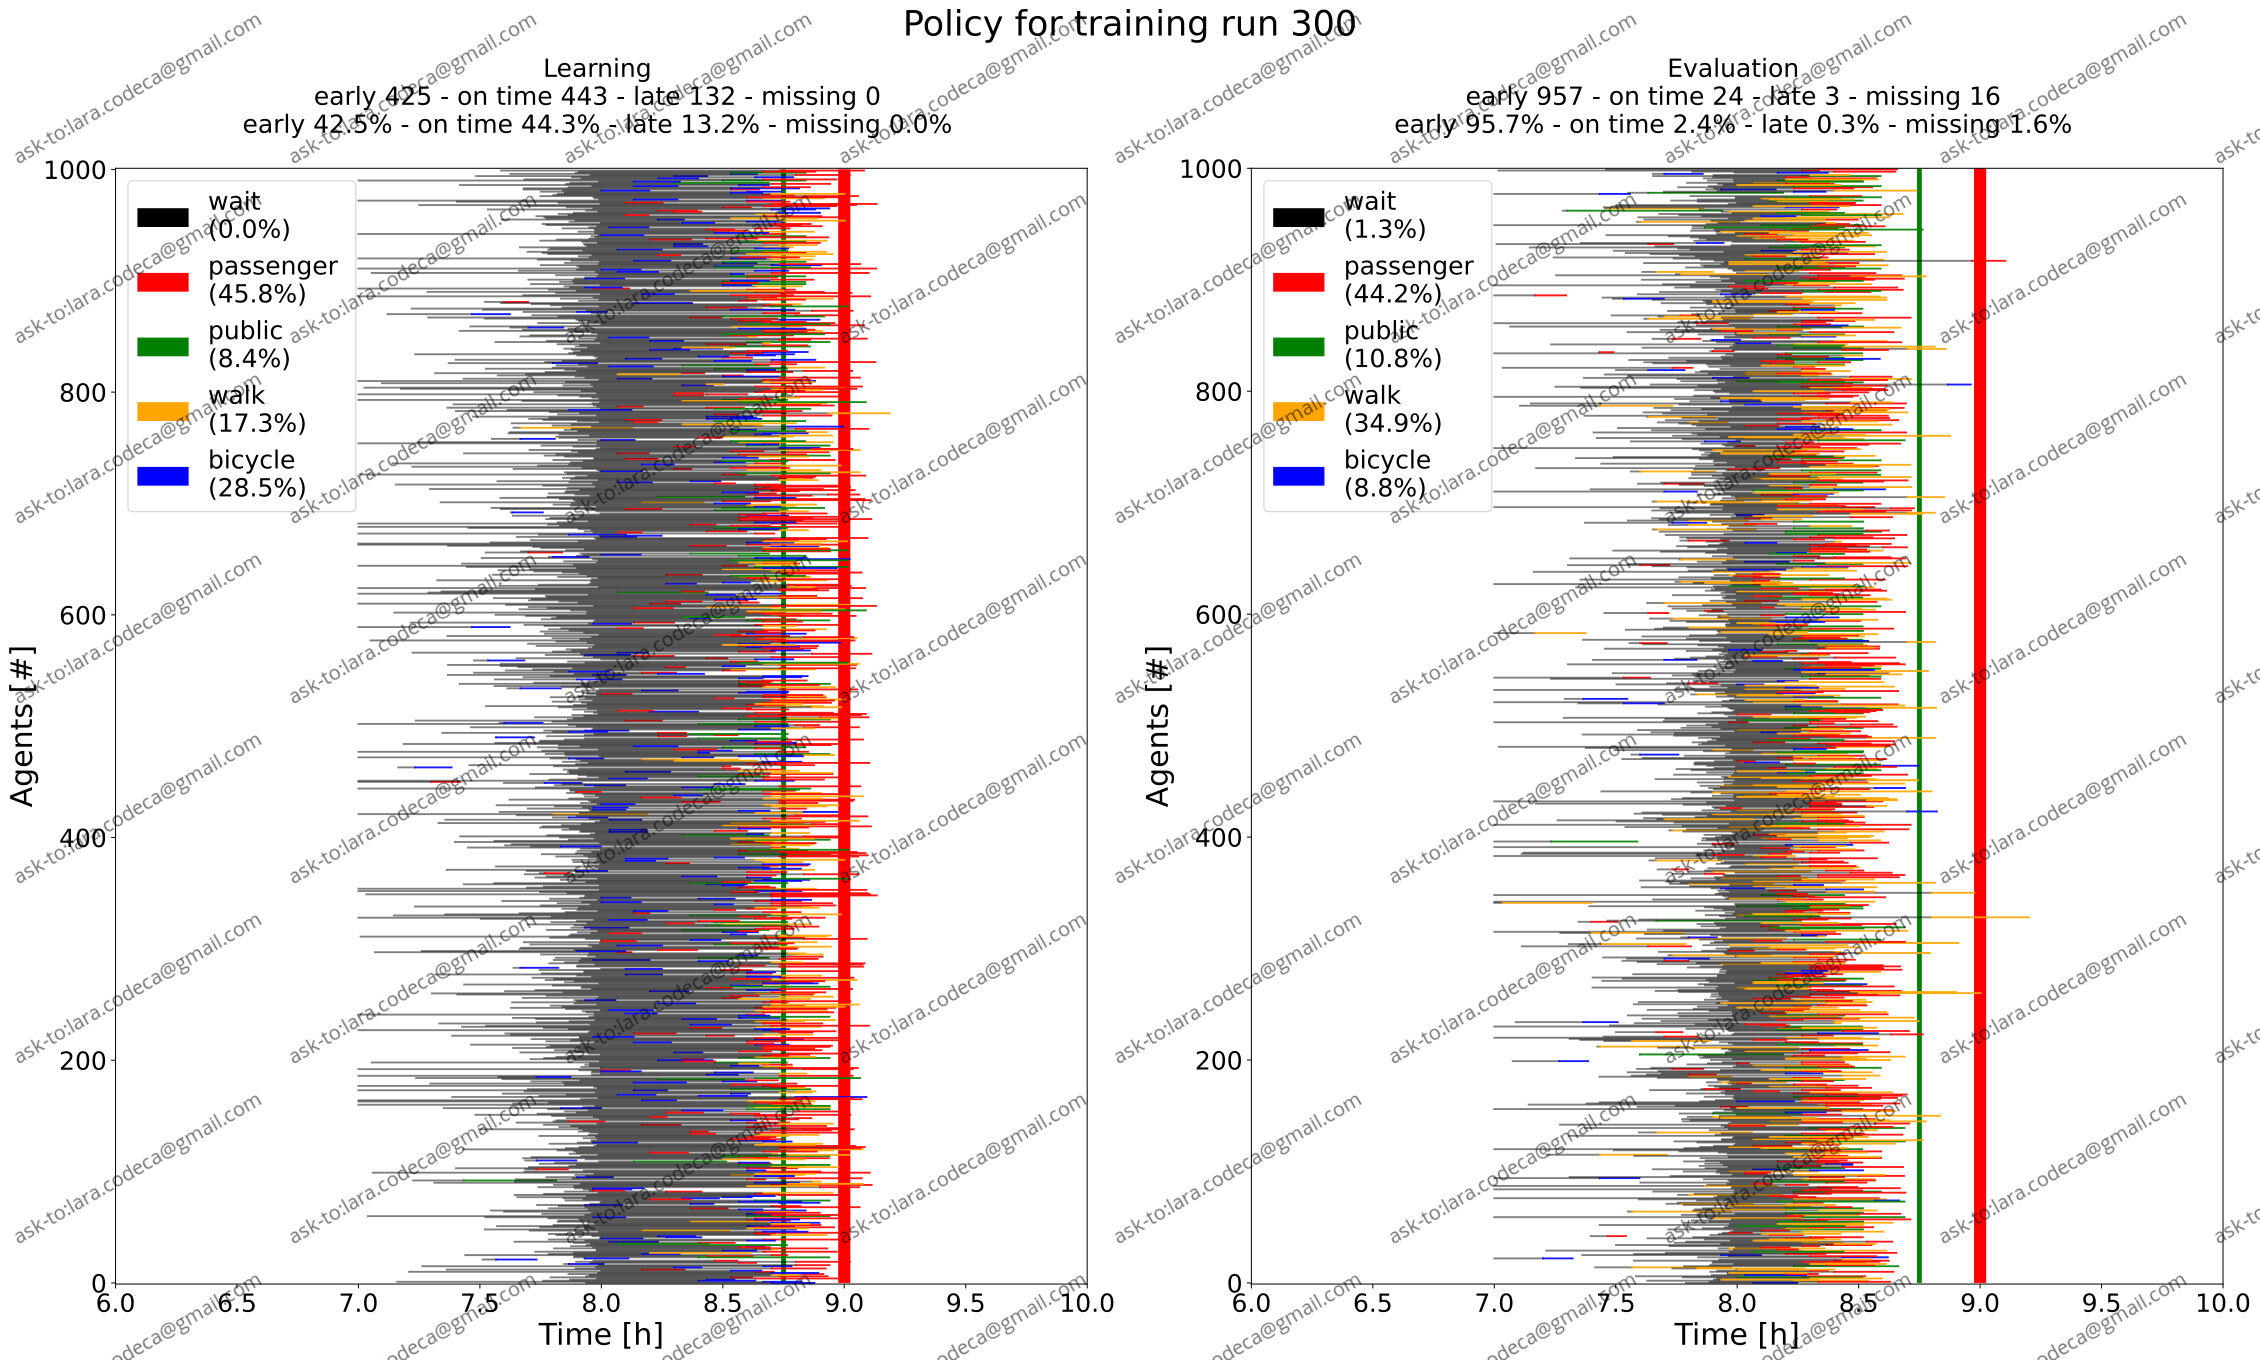 Policy for training run 300
Learning
early 425 - on time 443 - late 132 - missing 0
early 42.5% - on time 44.3% - late 13.2% - missing 0.0%
Evaluation
early 957 - on time 24 - late 3 - missing 16
early 95.7% - on time 2.4% - late 0.3% - missing 1.6%
Agents [#]
1000
800
600
400
200
0
wait
(0.0%)
passenger
(45.8%)
public
(8.4%)
walk
(17.3%)
bicycle
(28.5%)
6.0 6.5 7.0 7.5 8.0 8.5 9.0 9.5 10.0
Time [h]
Agents [#]
1000
800
600
400
200
0
wait
(1.3%)
passenger
(44.2%)
public
(10.8%)
walk
(34.9%)
bicycle
(8.8%)
6.0 6.5 7.0 7.5 8.0 8.5 9.0 9.5 10.0
Time [h]
ask-to:lara.codeca@gmail.com